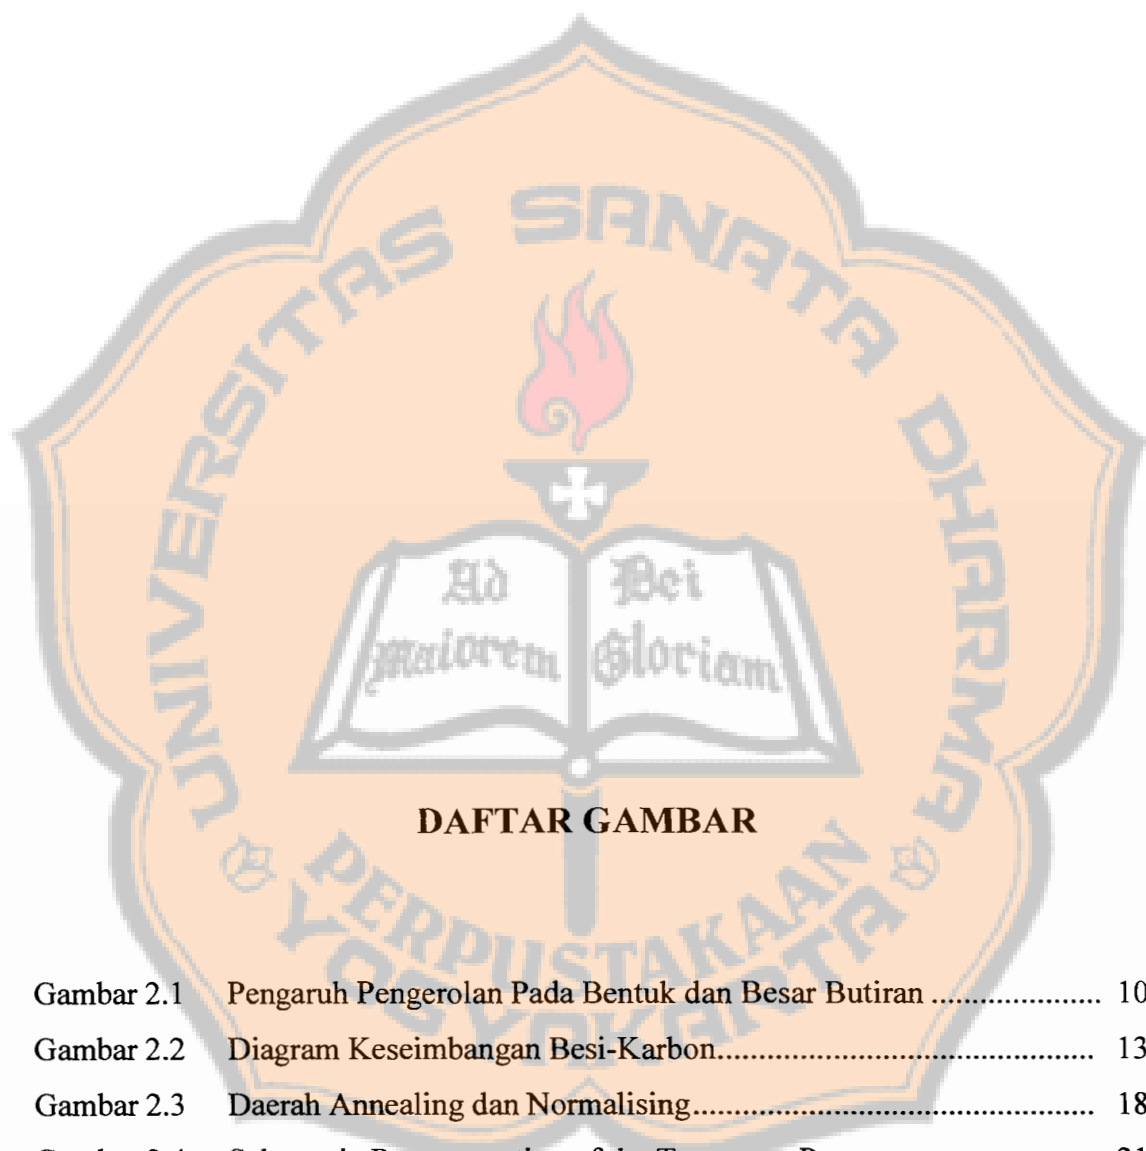 UNIVERSITAS SANATA DHARMA
Ad Dei
Maiorem Gloriam
DAFTAR GAMBAR
PERPUSTAKAAN
YOGYAKARTA
Gambar 2.1 Pengaruh Pengerolan Pada Bentuk dan Besar Butiran .................... 10
Gambar 2.2 Diagram Keseimbangan Besi-Karbon............................................. 13
Gambar 2.3 Daerah Annealing dan Normalising................................................ 18